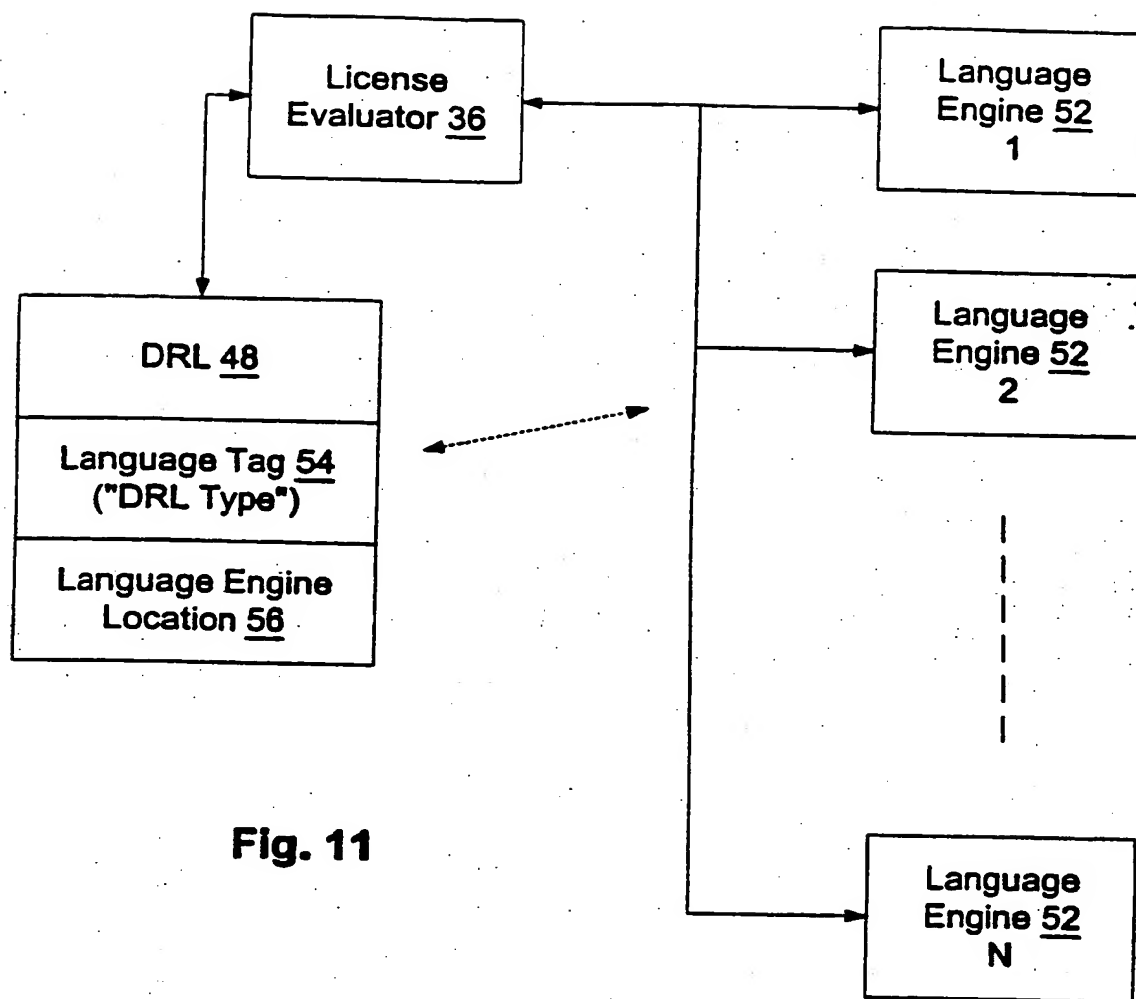 License
Evaluator 36
Language
Engine 52
1
DRL 48
Language Tag 54
("DRL Type")
Language Engine
Location 56
Language
Engine 52
2
Language
Engine 52
N
Fig. 11